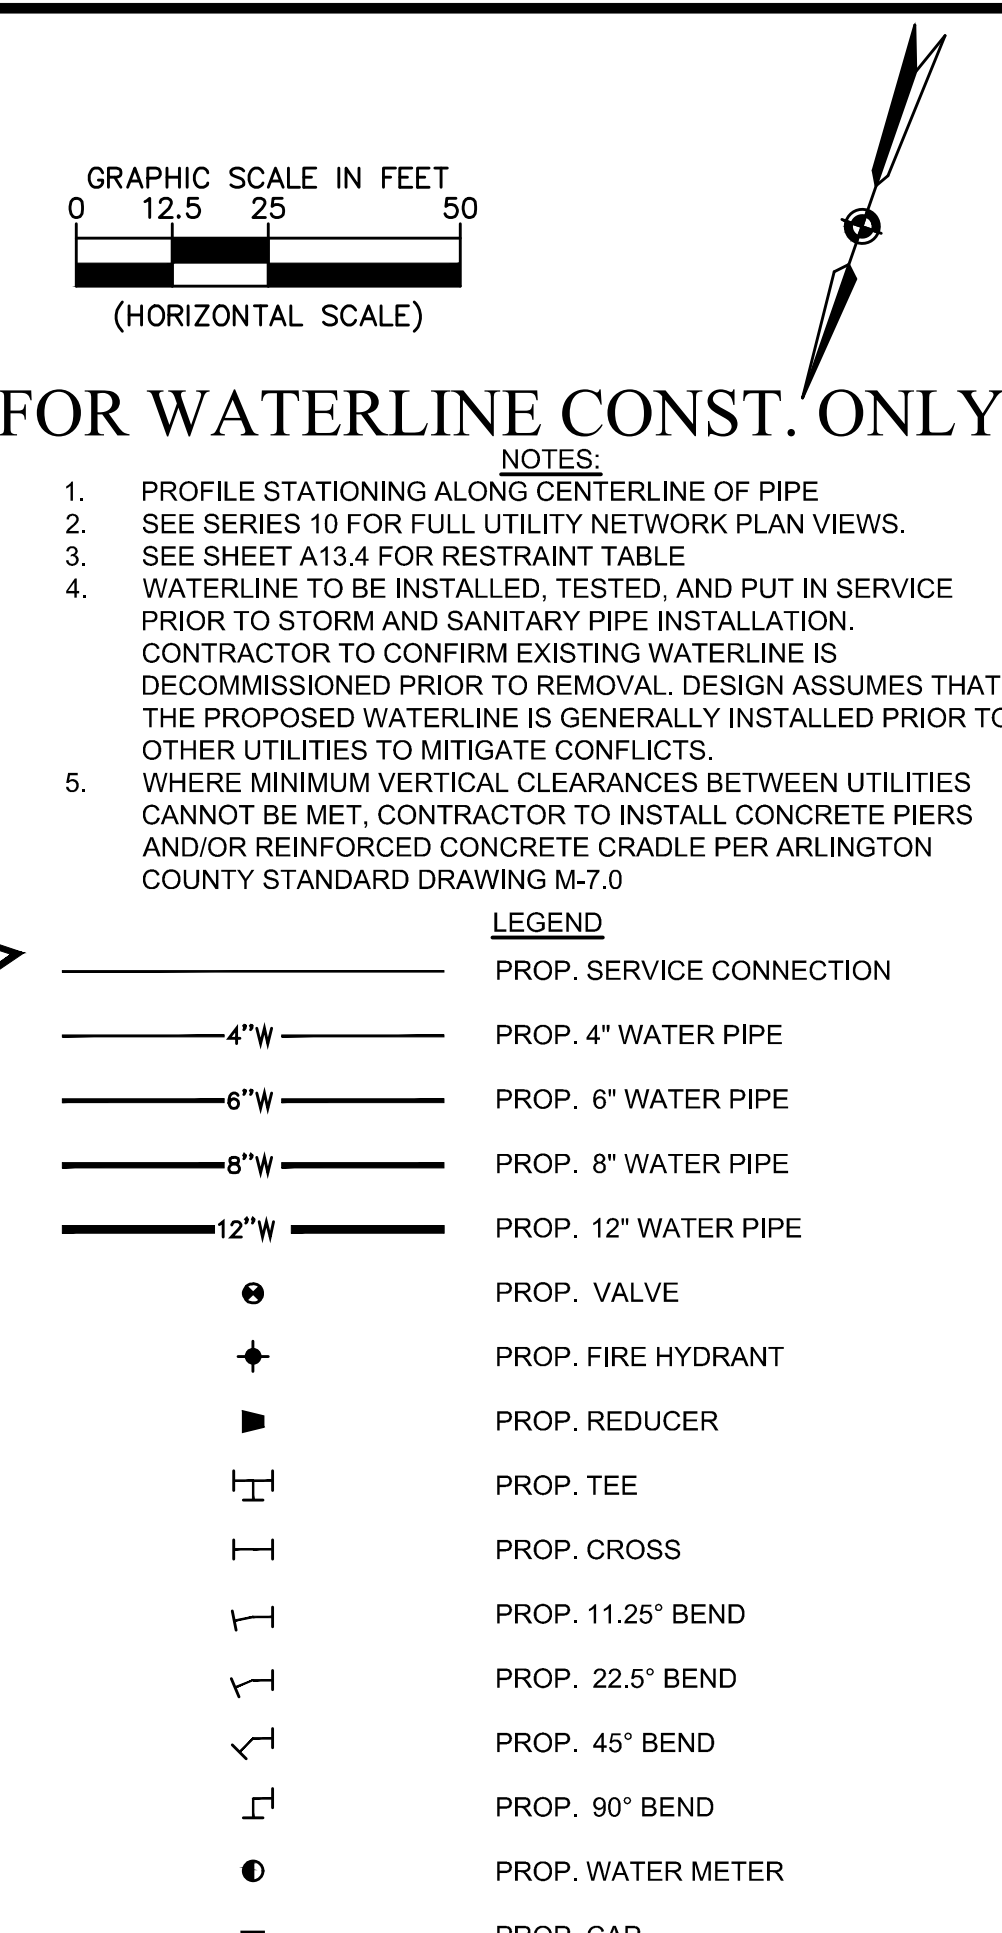 GRAPHIC SCALE IN FEET
0 12.5 25 50
(HORIZONTAL SCALE)
FOR WATERLINE CONST. ONLY
NOTES:
1. PROFILE STATIONING ALONG CENTERLINE OF PIPE
2. SEE SERIES 10 FOR FULL UTILITY NETWORK PLAN VIEWS.
3. SEE SHEET A13.4 FOR RESTRAINT TABLE
4. WATERLINE TO BE INSTALLED, TESTED, AND PUT IN SERVICE
PRIOR TO STORM AND SANITARY PIPE INSTALLATION.
CONTRACTOR TO CONFIRM EXISTING WATERLINE IS
DECOMMISSIONED PRIOR TO REMOVAL. DESIGN ASSUMES THAT
THE PROPOSED WATERLINE IS GENERALLY INSTALLED PRIOR TO
OTHER UTILITIES TO MITIGATE CONFLICTS.
5. WHERE MINIMUM VERTICAL CLEARANCES BETWEEN UTILITIES
CANNOT BE MET, CONTRACTOR TO INSTALL CONCRETE PIERS
AND/OR REINFORCED CONCRETE CRADLE PER ARLINGTON
COUNTY STANDARD DRAWING M-7.0
LEGEND
PROP. SERVICE CONNECTION
4"W PROP. 4" WATER PIPE
6"W PROP. 6" WATER PIPE
8"W PROP. 8" WATER PIPE
12"W PROP. 12" WATER PIPE
PROP. VALVE
PROP. FIRE HYDRANT
PROP. REDUCER
PROP. TEE
PROP. CROSS
PROP. 11.25° BEND
PROP. 22.5° BEND
PROP. 45° BEND
PROP. 90° BEND
PROP. WATER METER
PROP. CAP